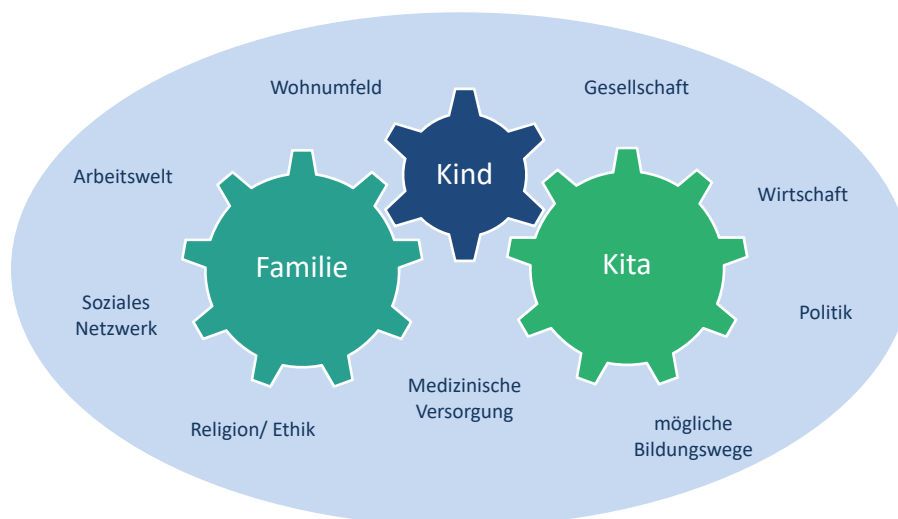 Wohnumfeld
Gesellschaft
Kind
Arbeitswelt
Wirtschaft
Familie
Kita
Soziales
Netzwerk
Politik
Medizinische
Versorgung
Religion/ Ethik
mögliche
Bildungswege